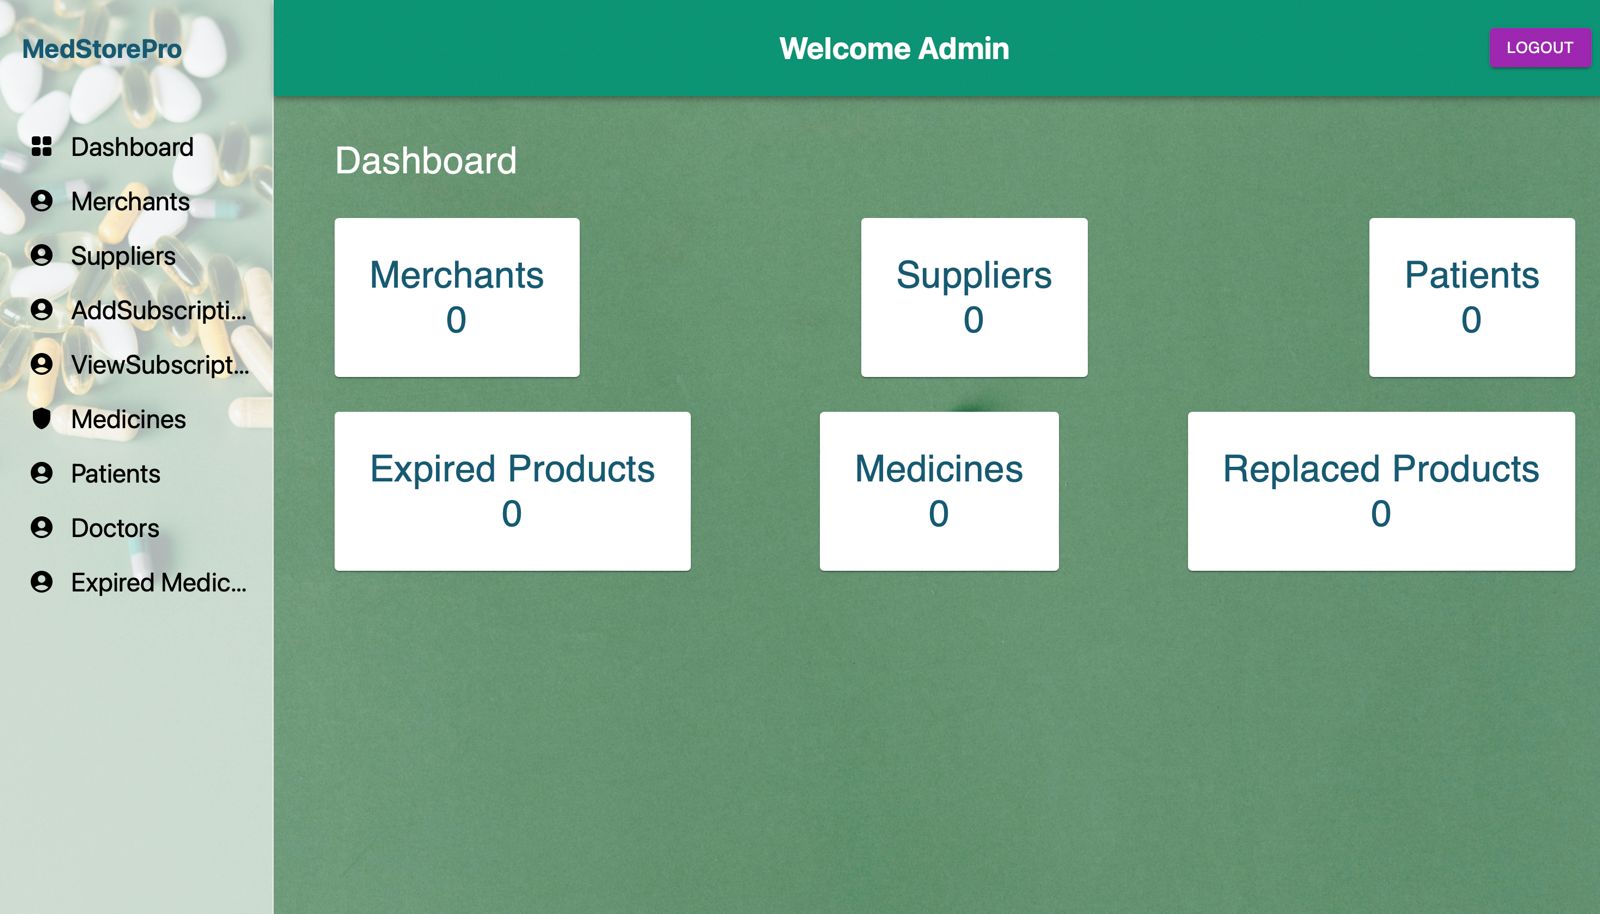 MedStorePro
Welcome Admin
LOGOUT
Dashboard
Merchants
Suppliers
AddSubscripti...
ViewSubscript...
Medicines
Patients
Doctors
Expired Medic...
Dashboard
Merchants
0
Suppliers
0
Patients
0
Expired Products
0
Medicines
0
Replaced Products
0